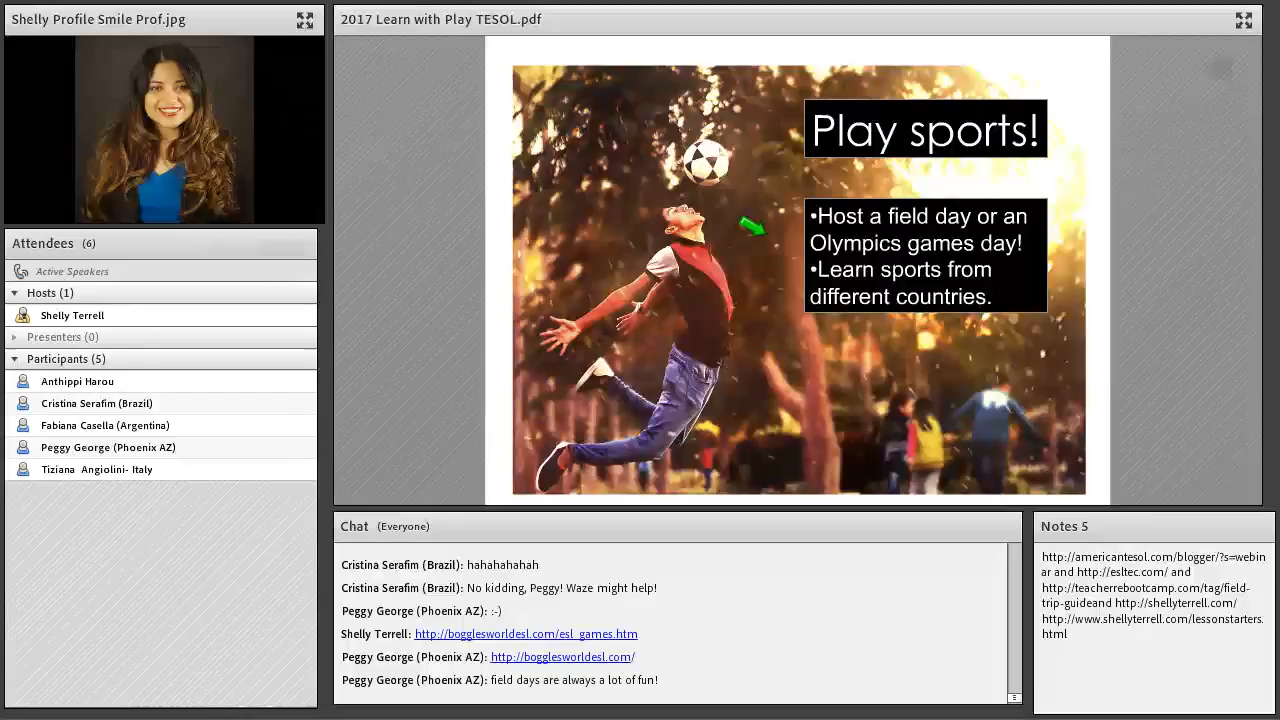 Shelly Profile Smile Prof.jpg
2017 Learn with Play TESOL.pdf
Play sports!
•Host a field day or an
Olympics games day!
•Learn sports from
different countries.
Attendees (6)
Active Speakers
Hosts (1)
Shelly Terrell
Presenters (0)
Participants (5)
Anthippi Harou
Cristina Serafim (Brazil)
Fabiana Casella (Argentina)
Peggy George (Phoenix AZ)
Tiziana Angiolini- Italy
Chat (Everyone)
Cristina Serafim (Brazil): hahahahahah
Cristina Serafim (Brazil): No kidding, Peggy! Waze might help!
Peggy George (Phoenix AZ): :-)
Shelly Terrell: http://bogglesworldesl.com/esl_games.htm
Peggy George (Phoenix AZ): http://bogglesworldesl.com/
Peggy George (Phoenix AZ): field days are always a lot of fun!
Notes 5
http://americantesol.com/blogger/?s=webin
ar and http://esltec.com/ and
http://teacherrebootcamp.com/tag/field-
trip-guideand http://shellyterrell.com/
http://www.shellyterrell.com/lessonstarters.
html